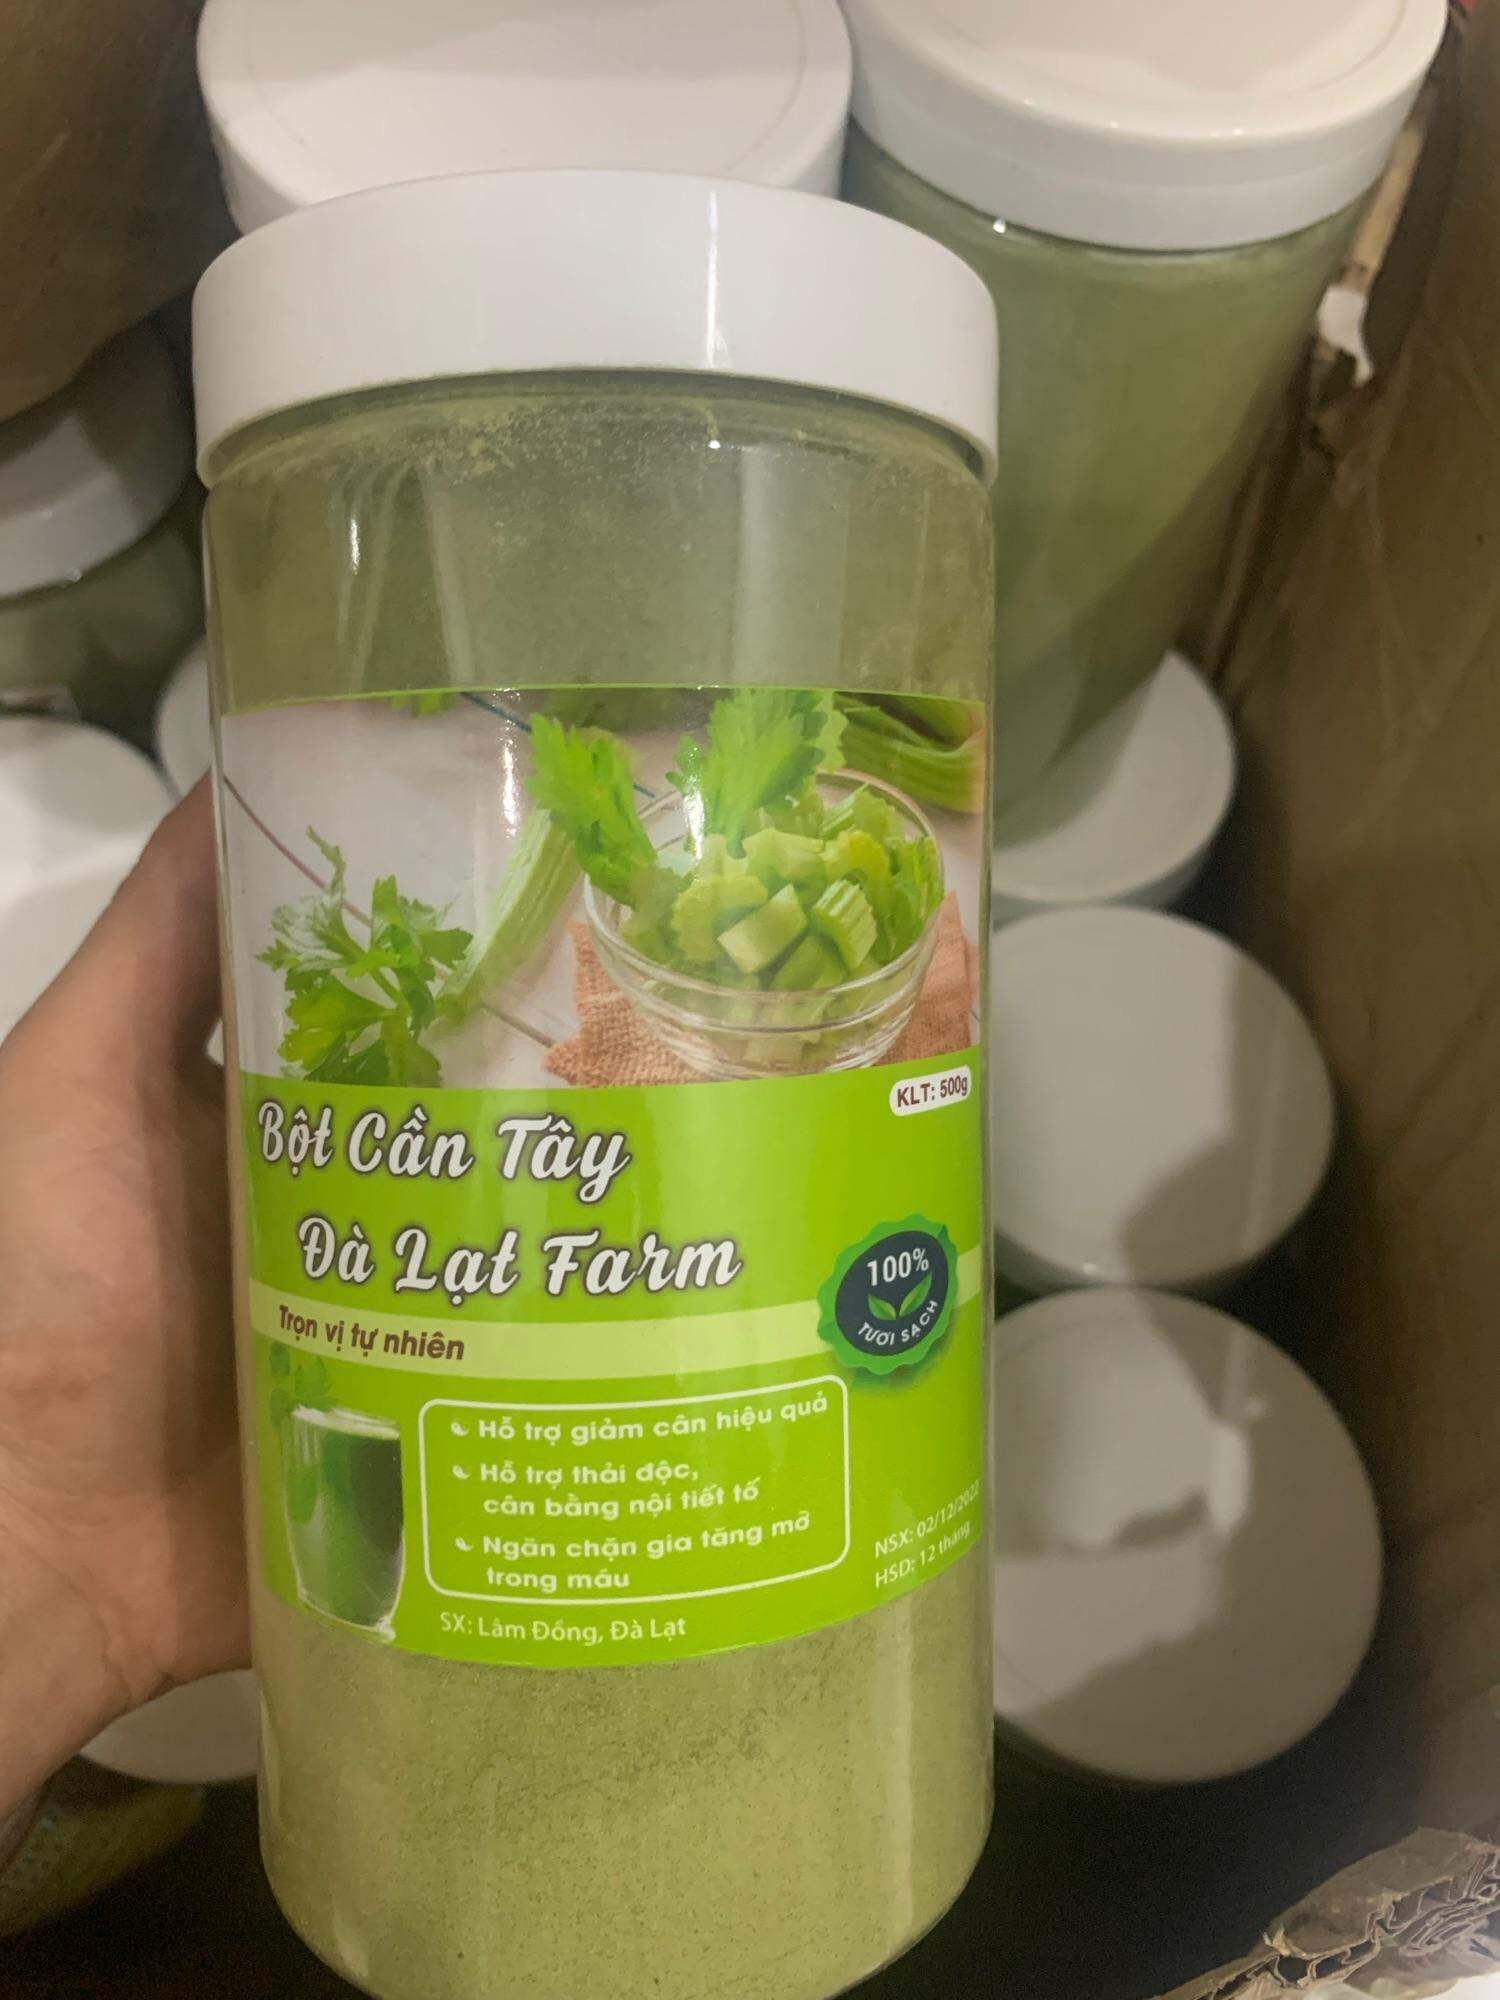 KLT: 500g
Bột Cần Tây
Đà Lạt Farm
Trọn vị tự nhiên
100%
TƯƠI SẠCH
Hỗ trợ giảm cân hiệu quả
Hỗ trợ thải độc,
cân bằng nội tiết tố
Ngăn chặn gia tăng mỡ
trong máu
NSX: 02/12/2022
HSD: 12 tháng
SX: Lâm Đồng, Đà Lạt